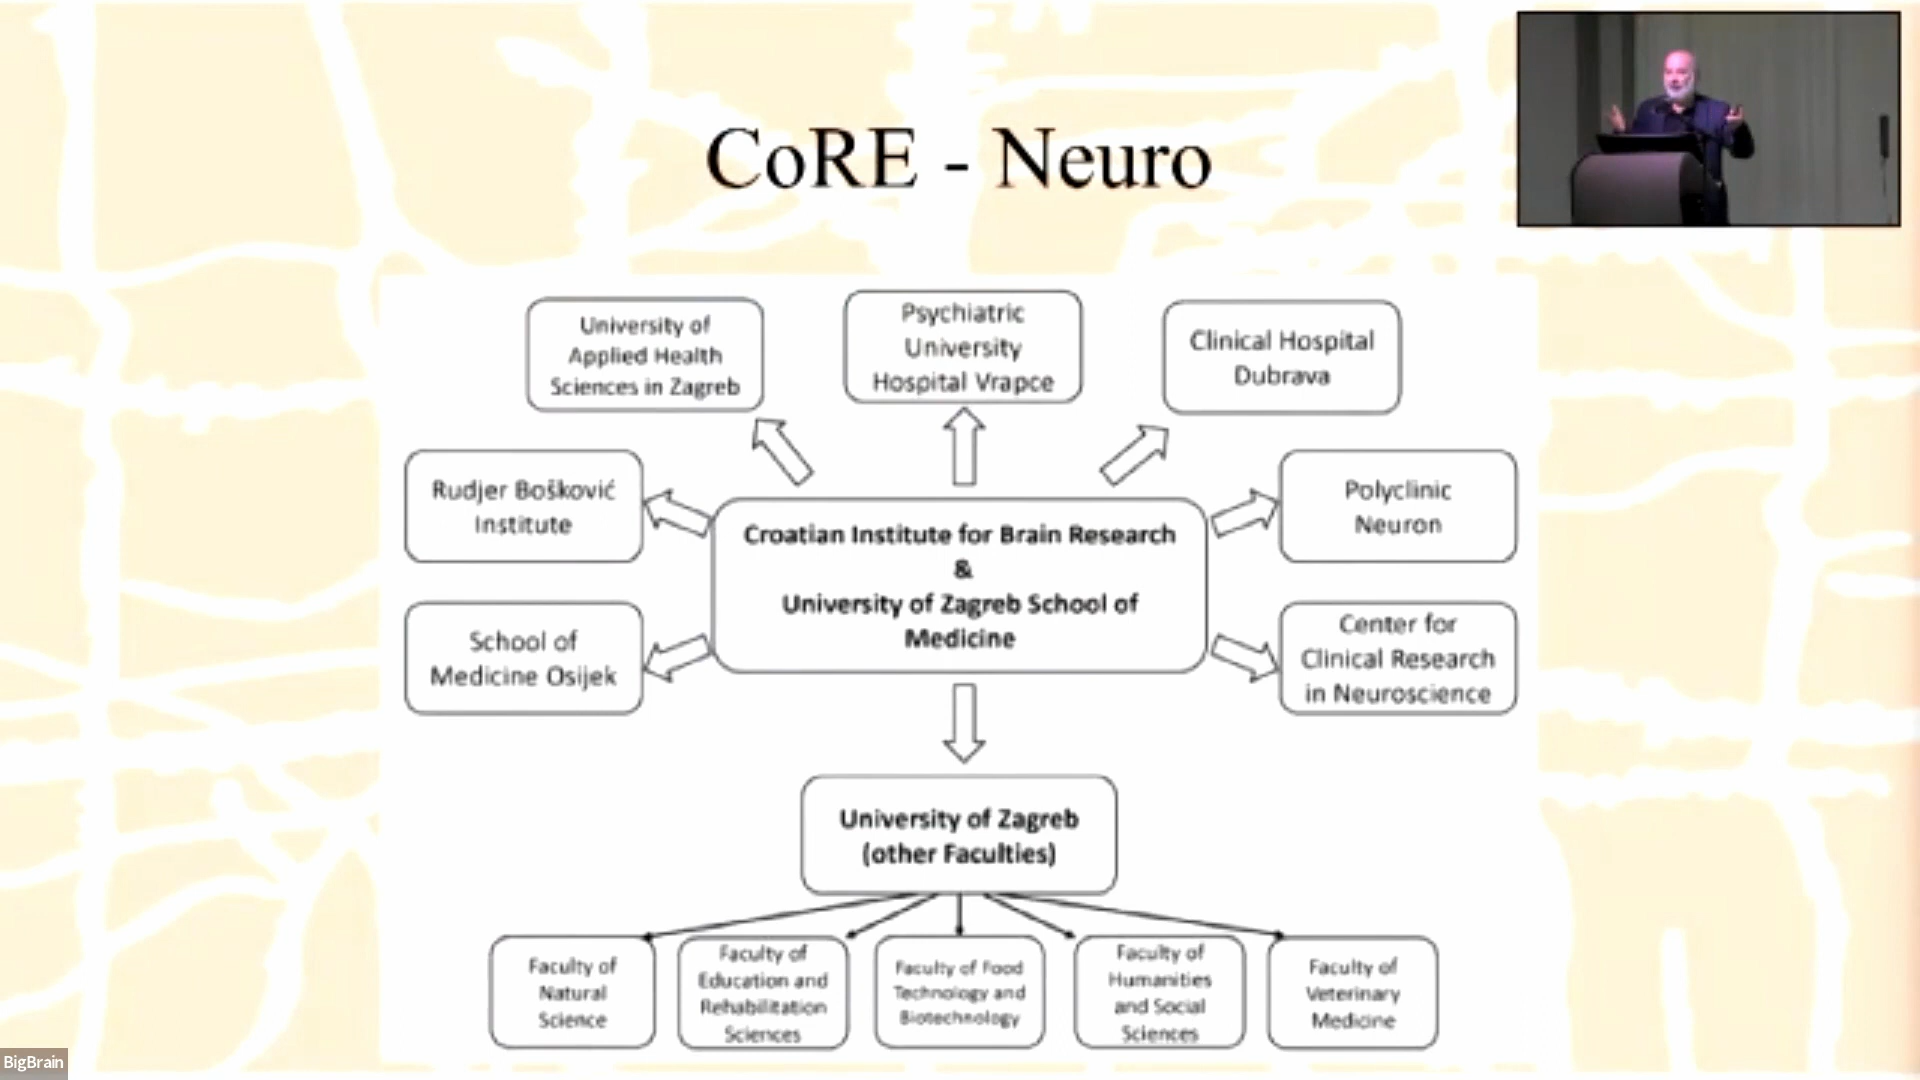 CoRE - Neuro
University of
Applied Health
Sciences in Zagreb
Psychiatric
University
Hospital Vrapce
Clinical Hospital
Dubrava
Rudjer Bošković
Institute
Croatian Institute for Brain Research
&
University of Zagreb School of
Medicine
Polyclinic
Neuron
School of
Medicine Osijek
Center for
Clinical Research
in Neuroscience
University of Zagreb
(other Faculties)
Faculty of
Natural
Science
Faculty of
Education and
Rehabilitation
Sciences
Faculty of Food
Technology and
Biotechnology
Faculty of
Humanities
and Social
Sciences
Faculty of
Veterinary
Medicine
BigBrain